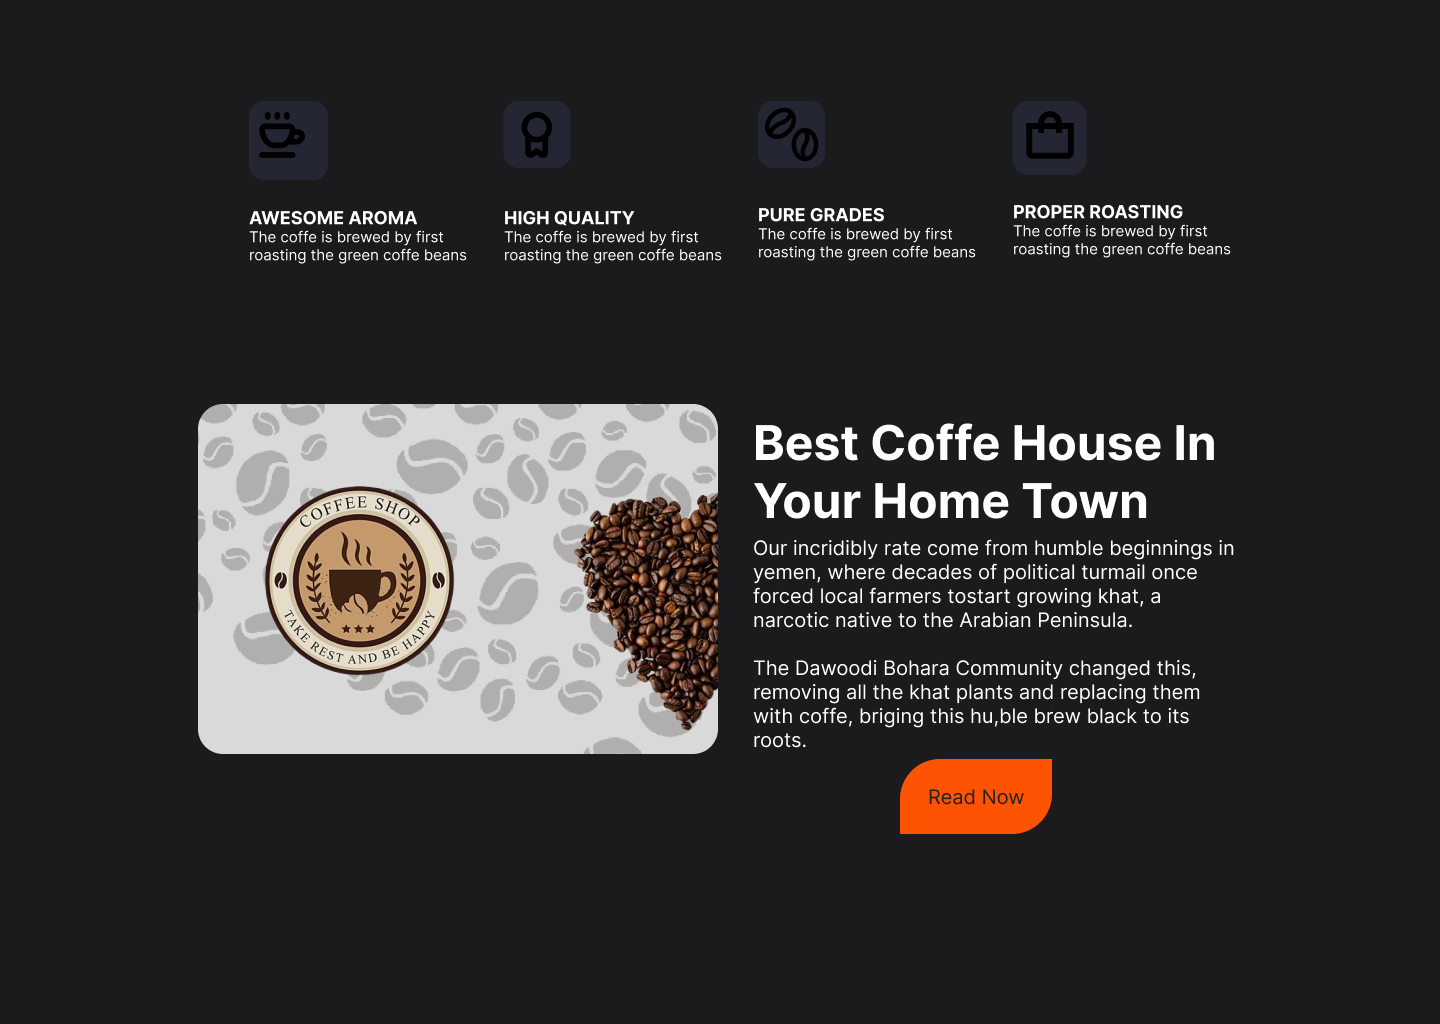 AWESOME AROMA
The coffe is brewed by first
roasting the green coffe beans
HIGH QUALITY
The coffe is brewed by first
roasting the green coffe beans
PURE GRADES
The coffe is brewed by first
roasting the green coffe beans
PROPER ROASTING
The coffe is brewed by first
roasting the green coffe beans
COFFEE SHOP
TAKE REST AND BE HAPPY
Best Coffe House In
Your Home Town
Our incridibly rate come from humble beginnings in
yemen, where decades of political turmail once
forced local farmers tostart growing khat, a
narcotic native to the Arabian Peninsula.
The Dawoodi Bohara Community changed this,
removing all the khat plants and replacing them
with coffe, briging this hu,ble brew black to its
roots.
Read Now